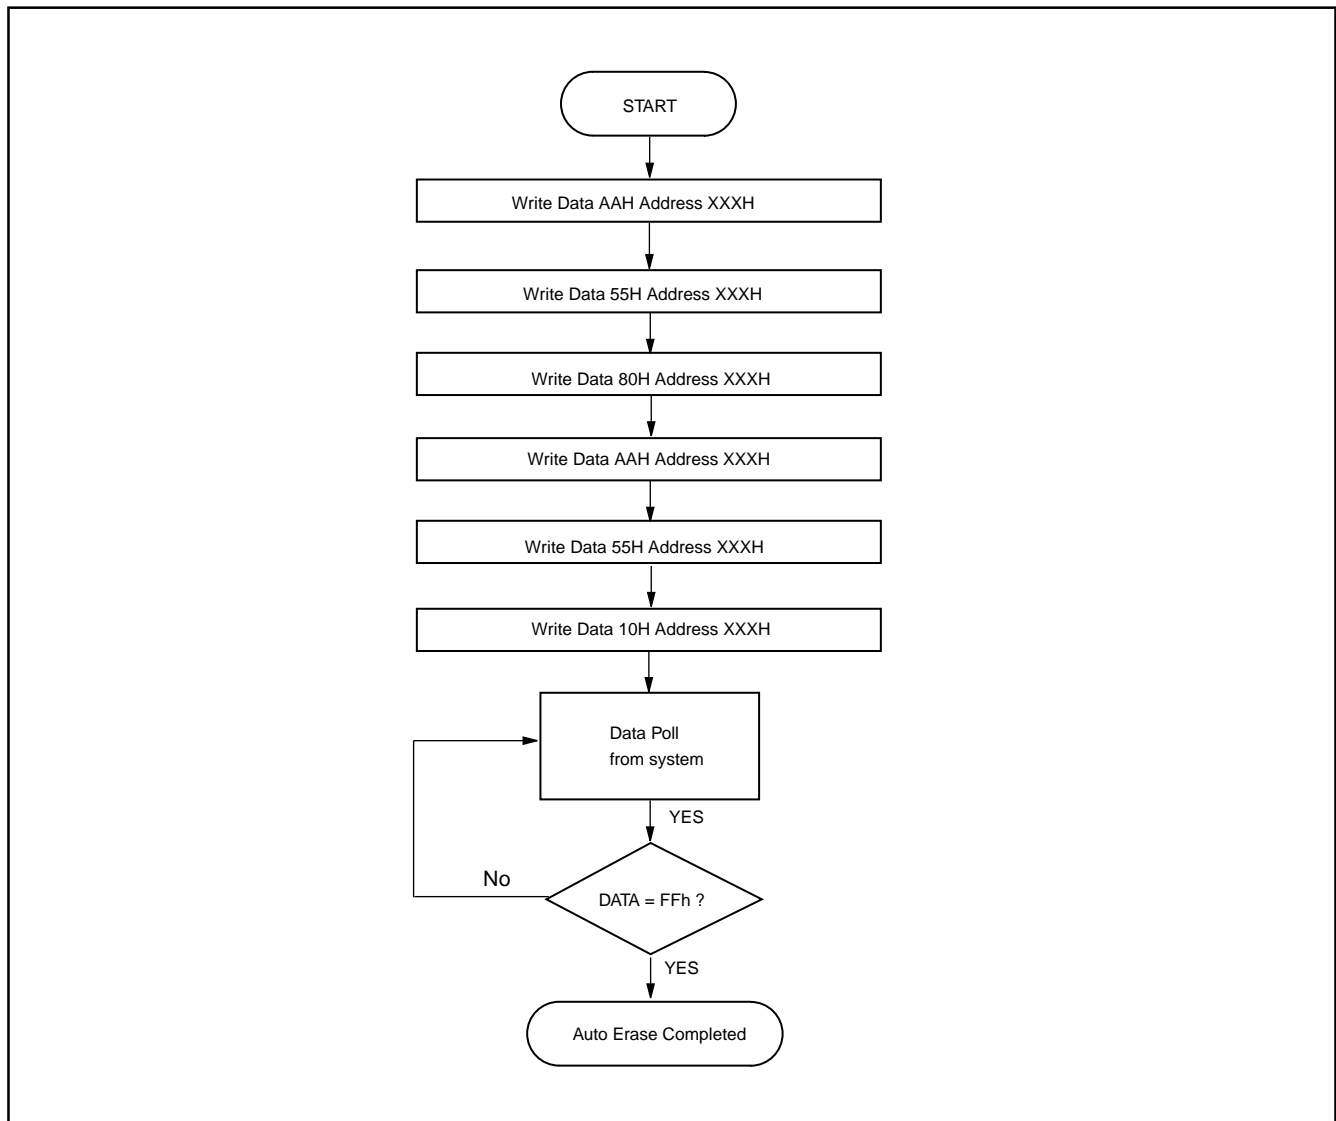 START
Write Data AAH Address XXXH
Write Data 55H Address XXXH
Write Data 80H Address XXXH
Write Data AAH Address XXXH
Write Data 55H Address XXXH
Write Data 10H Address XXXH
Data Poll
from system
YES
No
DATA = FFh ?
YES
Auto Erase Completed